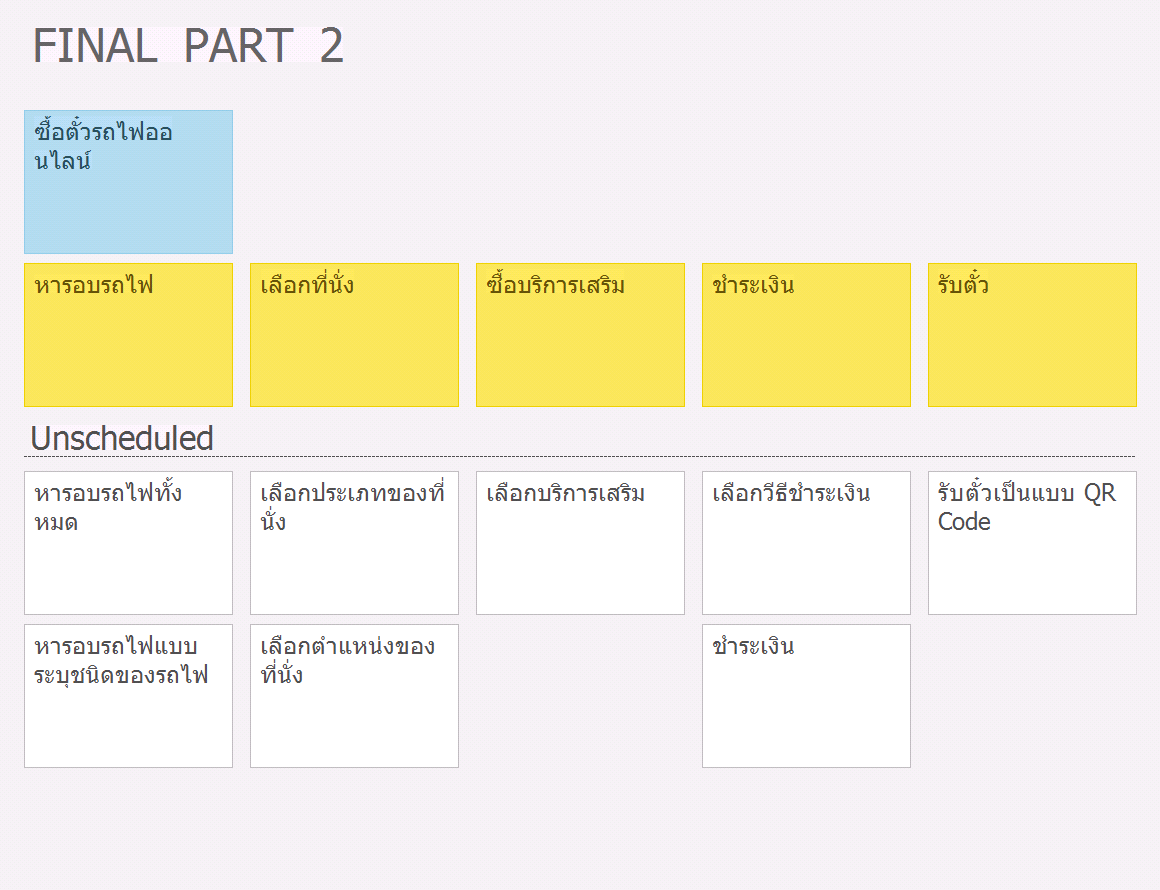 FINAL PART 2
ซื้อตั๋วรถไฟออ
นไลน์
หารอบรถไฟ
เลือกที่นั่ง
ซื้อบริการเสริม
ชำระเงิน
รับตั๋ว
Unscheduled
หารอบรถไฟทั้ง
หมด
เลือกประเภทของที่
นั่ง
เลือกบริการเสริม
เลือกวีธีชำระเงิน
รับตั๋วเป็นแบบ QR
Code
หารอบรถไฟแบบ
ระบุชนิดของรถไฟ
เลือกตำแหน่งของ
ที่นั่ง
ชำระเงิน